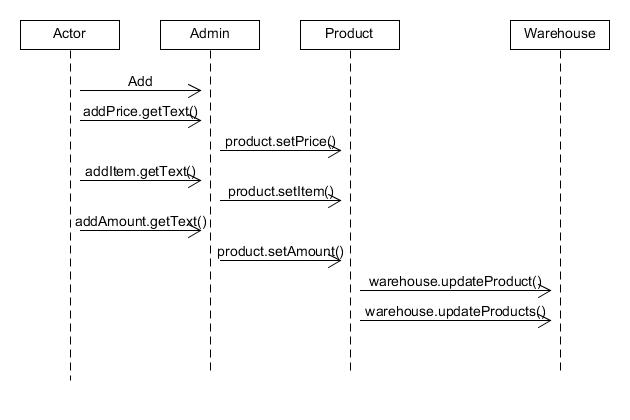 Actor
Admin
Product
Warehouse
Add
addPrice.getText()
product.setPrice()
addItem.getText()
product.setItem()
addAmount.getText()
product.setAmount()
warehouse.updateProduct()
warehouse.updateProducts()